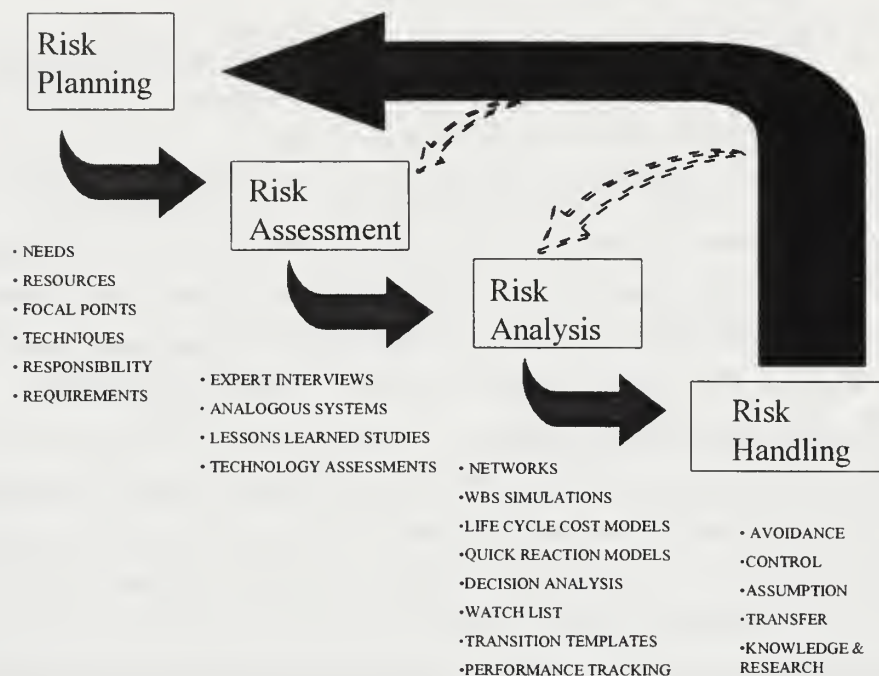 Risk
Planning
Risk
Assessment
Risk
Analysis
Risk
Handling
• NEEDS
• RESOURCES
• FOCAL POINTS
• TECHNIQUES
• RESPONSIBILITY
• REQUIREMENTS
• EXPERT INTERVIEWS
• ANALOGOUS SYSTEMS
• LESSONS LEARNED STUDIES
• TECHNOLOGY ASSESSMENTS
• NETWORKS
•WBS SIMULATIONS
•LIFE CYCLE COST MODELS
•QUICK REACTION MODELS
•DECISION ANALYSIS
•WATCH LIST
•TRANSITION TEMPLATES
•PERFORMANCE TRACKING
• AVOIDANCE
•CONTROL
•ASSUMPTION
•TRANSFER
•KNOWLEDGE &
RESEARCH